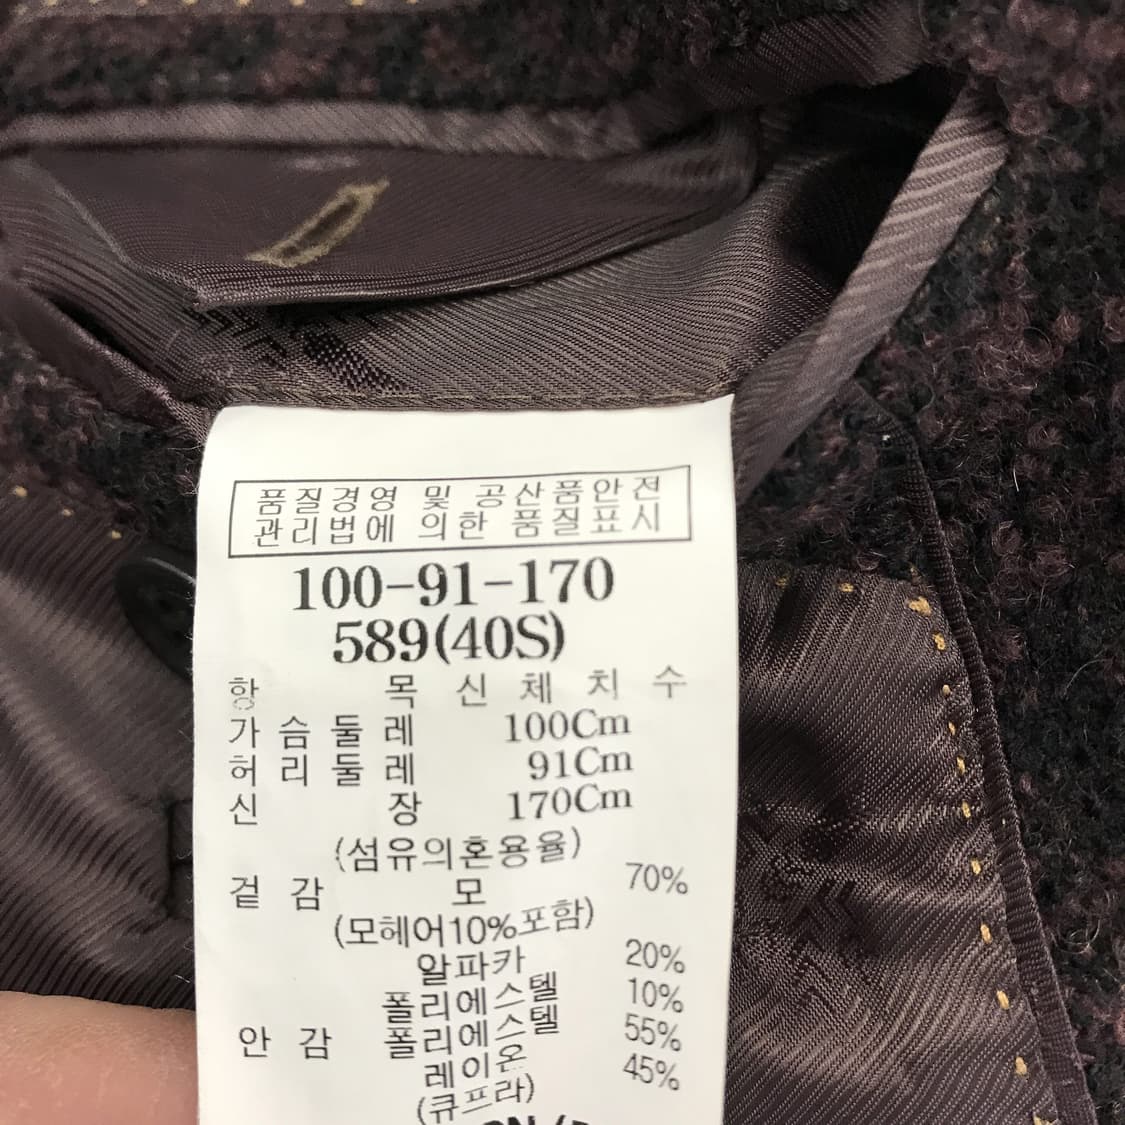 품질경영 및 공산품안전
관리법에 의한 품질표시
100-91-170
589(40S)
항 목 신 체 치 수
가 슴 둘 레 100Cm
허 리 둘 레 91Cm
신 장 170Cm
(섬유의혼용율)
겉 감 모 70%
(모헤어10%포함)
알파카 20%
폴리에스텔 10%
안 감 폴리에스텔 55%
레이온 45%
(큐프라)